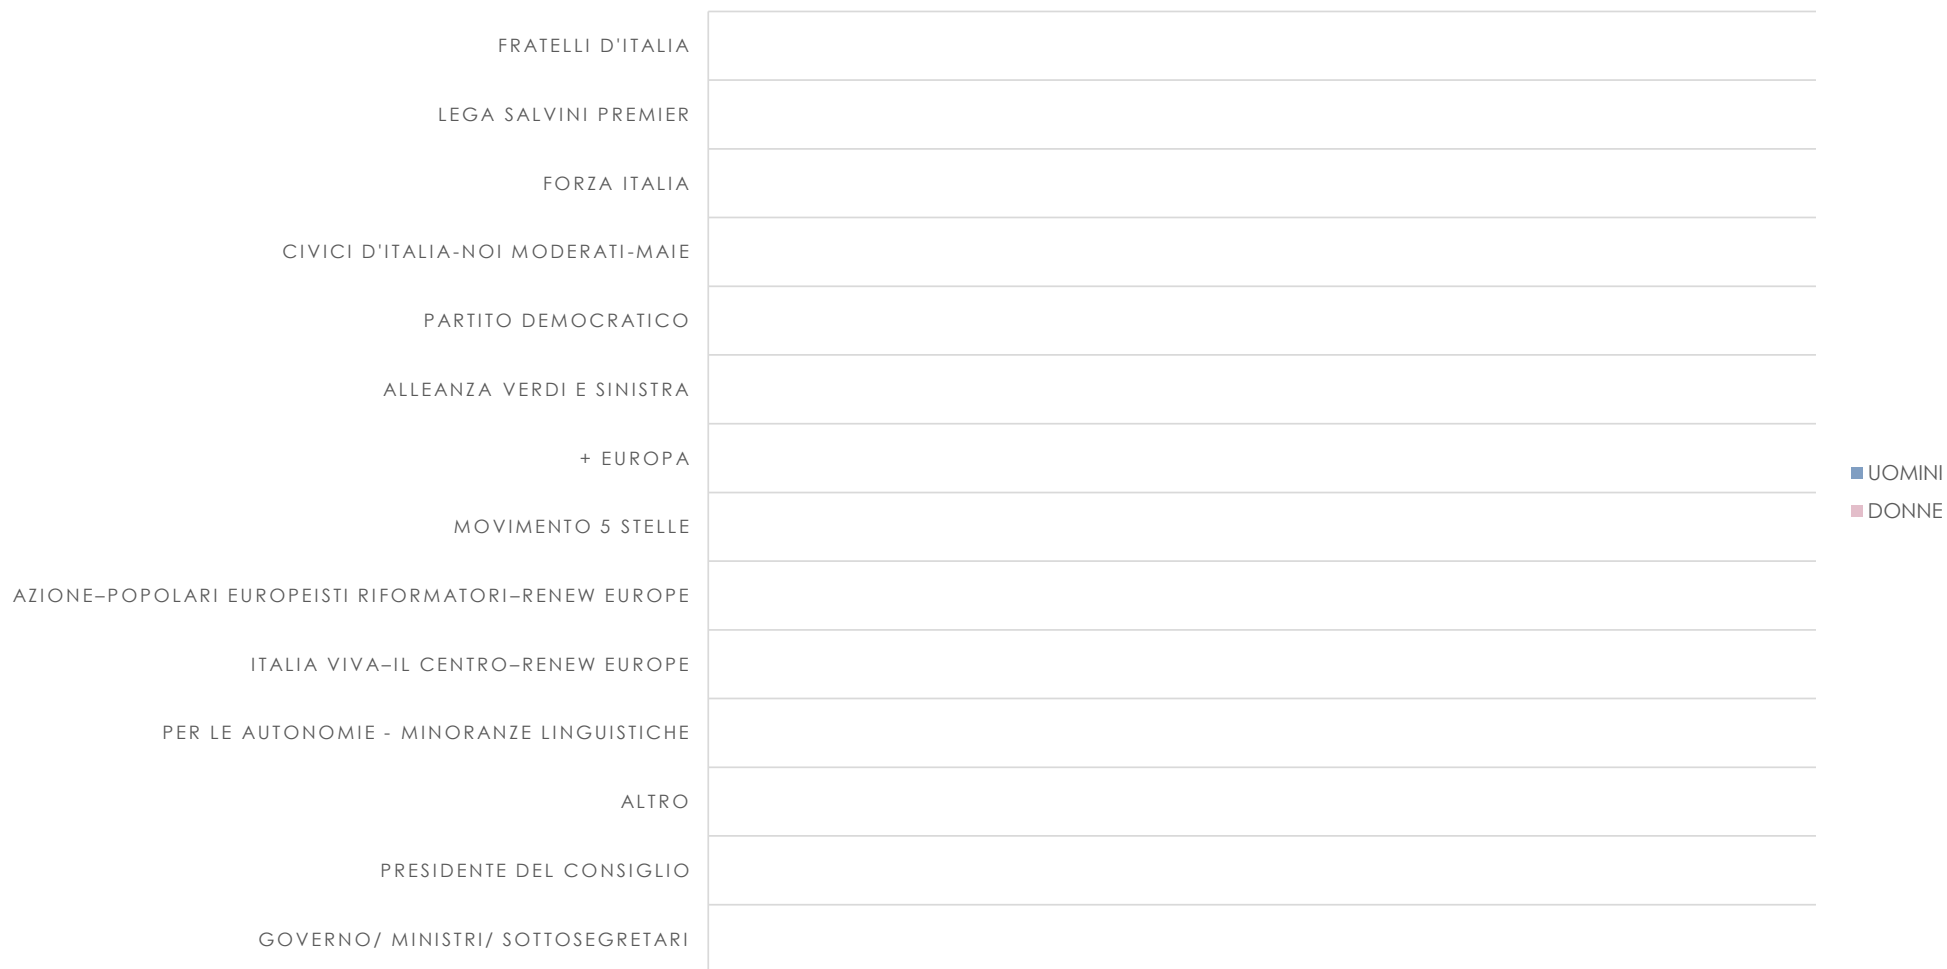 FRATELLI D'ITALIA
LEGA SALVINI PREMIER
FORZA ITALIA
CIVICI D'ITALIA-NOI MODERATI-MAIE
PARTITO DEMOCRATICO
ALLEANZA VERDI E SINISTRA
+ EUROPA
MOVIMENTO 5 STELLE
AZIONE–POPOLARI EUROPEISTI RIFORMATORI–RENEW EUROPE
ITALIA VIVA–IL CENTRO–RENEW EUROPE
PER LE AUTONOMIE - MINORANZE LINGUISTICHE
ALTRO
PRESIDENTE DEL CONSIGLIO
GOVERNO/ MINISTRI/ SOTTOSEGRETARI
UOMINI
DONNE